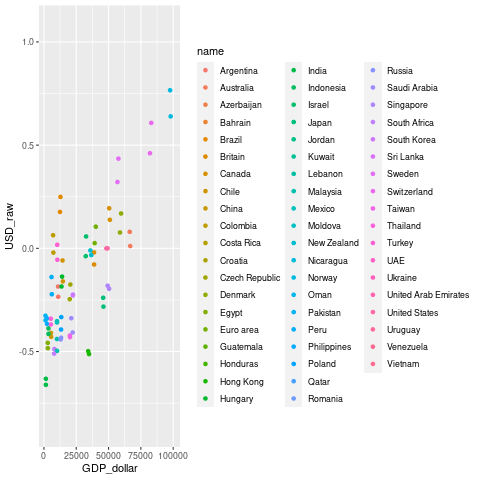 1.0
0.5
0.0
-0.5
USD_raw
0
25000
50000
75000
100000
GDP_dollar
name
Argentina
Australia
Azerbaijan
Bahrain
Brazil
Britain
Canada
Chile
China
Colombia
Costa Rica
Croatia
Czech Republic
Denmark
Egypt
Euro area
Guatemala
Honduras
Hong Kong
Hungary
India
Indonesia
Israel
Japan
Jordan
Kuwait
Lebanon
Malaysia
Mexico
Moldova
New Zealand
Nicaragua
Norway
Oman
Pakistan
Peru
Philippines
Poland
Qatar
Romania
Russia
Saudi Arabia
Singapore
South Africa
South Korea
Sri Lanka
Sweden
Switzerland
Taiwan
Thailand
Turkey
UAE
Ukraine
United Arab Emirates
United States
Uruguay
Venezuela
Vietnam